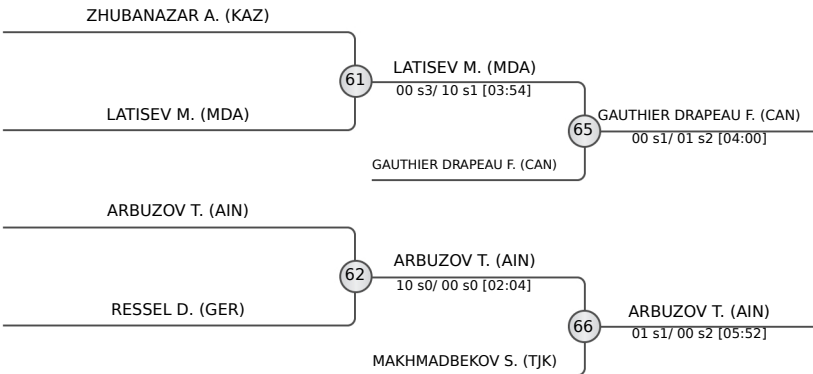 ZHUBANAZAR A. (KAZ)
61
LATISEV M. (MDA)
00 s3/ 10 s1 [03:54]
LATISEV M. (MDA)
65
GAUTHIER DRAPEAU F. (CAN)
00 s1/ 01 s2 [04:00]
GAUTHIER DRAPEAU F. (CAN)
ARBUZOV T. (AIN)
62
ARBUZOV T. (AIN)
10 s0/ 00 s0 [02:04]
RESSEL D. (GER)
66
ARBUZOV T. (AIN)
01 s1/ 00 s2 [05:52]
MAKHMADBEKOV S. (TJK)